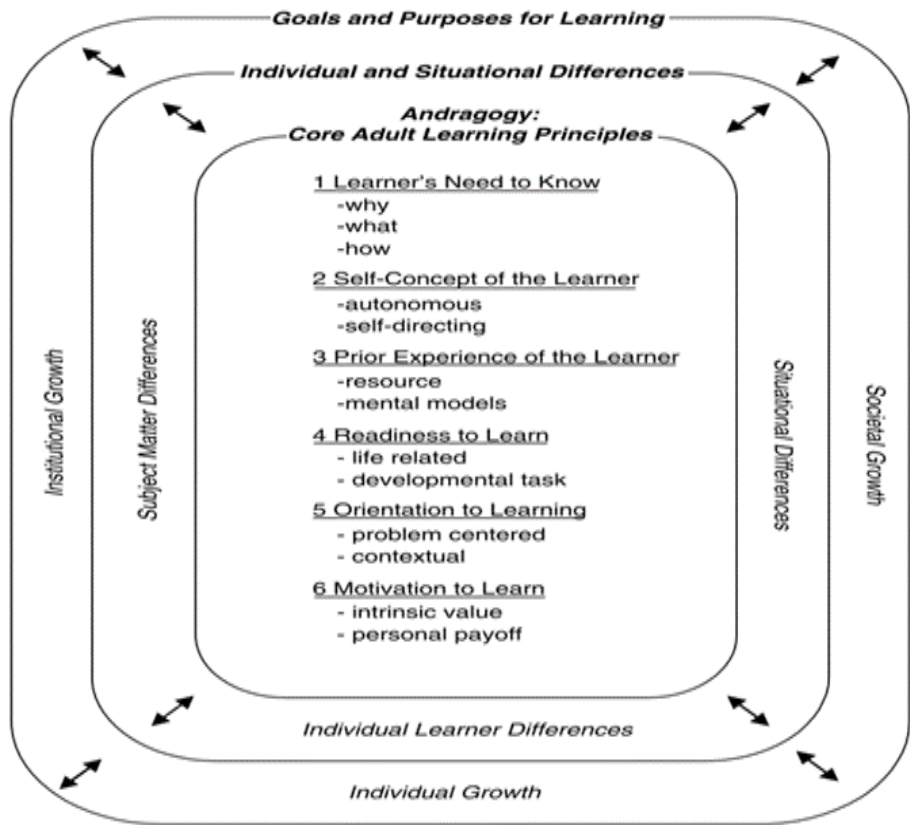 Goals and Purposes for Learning
Individual and Situational Differences
Andragogy:
Core Adult Learning Principles
1 Learner's Need to Know
-why
-what
-how
2 Self-Concept of the Learner
-autonomous
-self-directing
3 Prior Experience of the Learner
-resource
-mental models
4 Readiness to Learn
- life related
- developmental task
5 Orientation to Learning
- problem centered
- contextual
6 Motivation to Learn
- intrinsic value
- personal payoff
Institutional Growth
Subject Matter Differences
Situational Differences
Societal Growth
Individual Learner Differences
Individual Growth